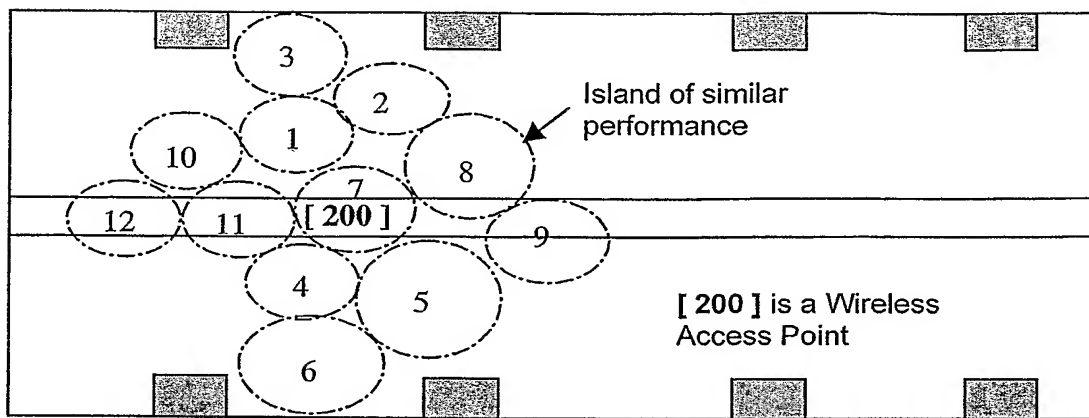 3
2
Island of similar
performance
1
10
8
7
12
11
[ 200 ]
9
4
5
[ 200 ] is a Wireless
Access Point
6